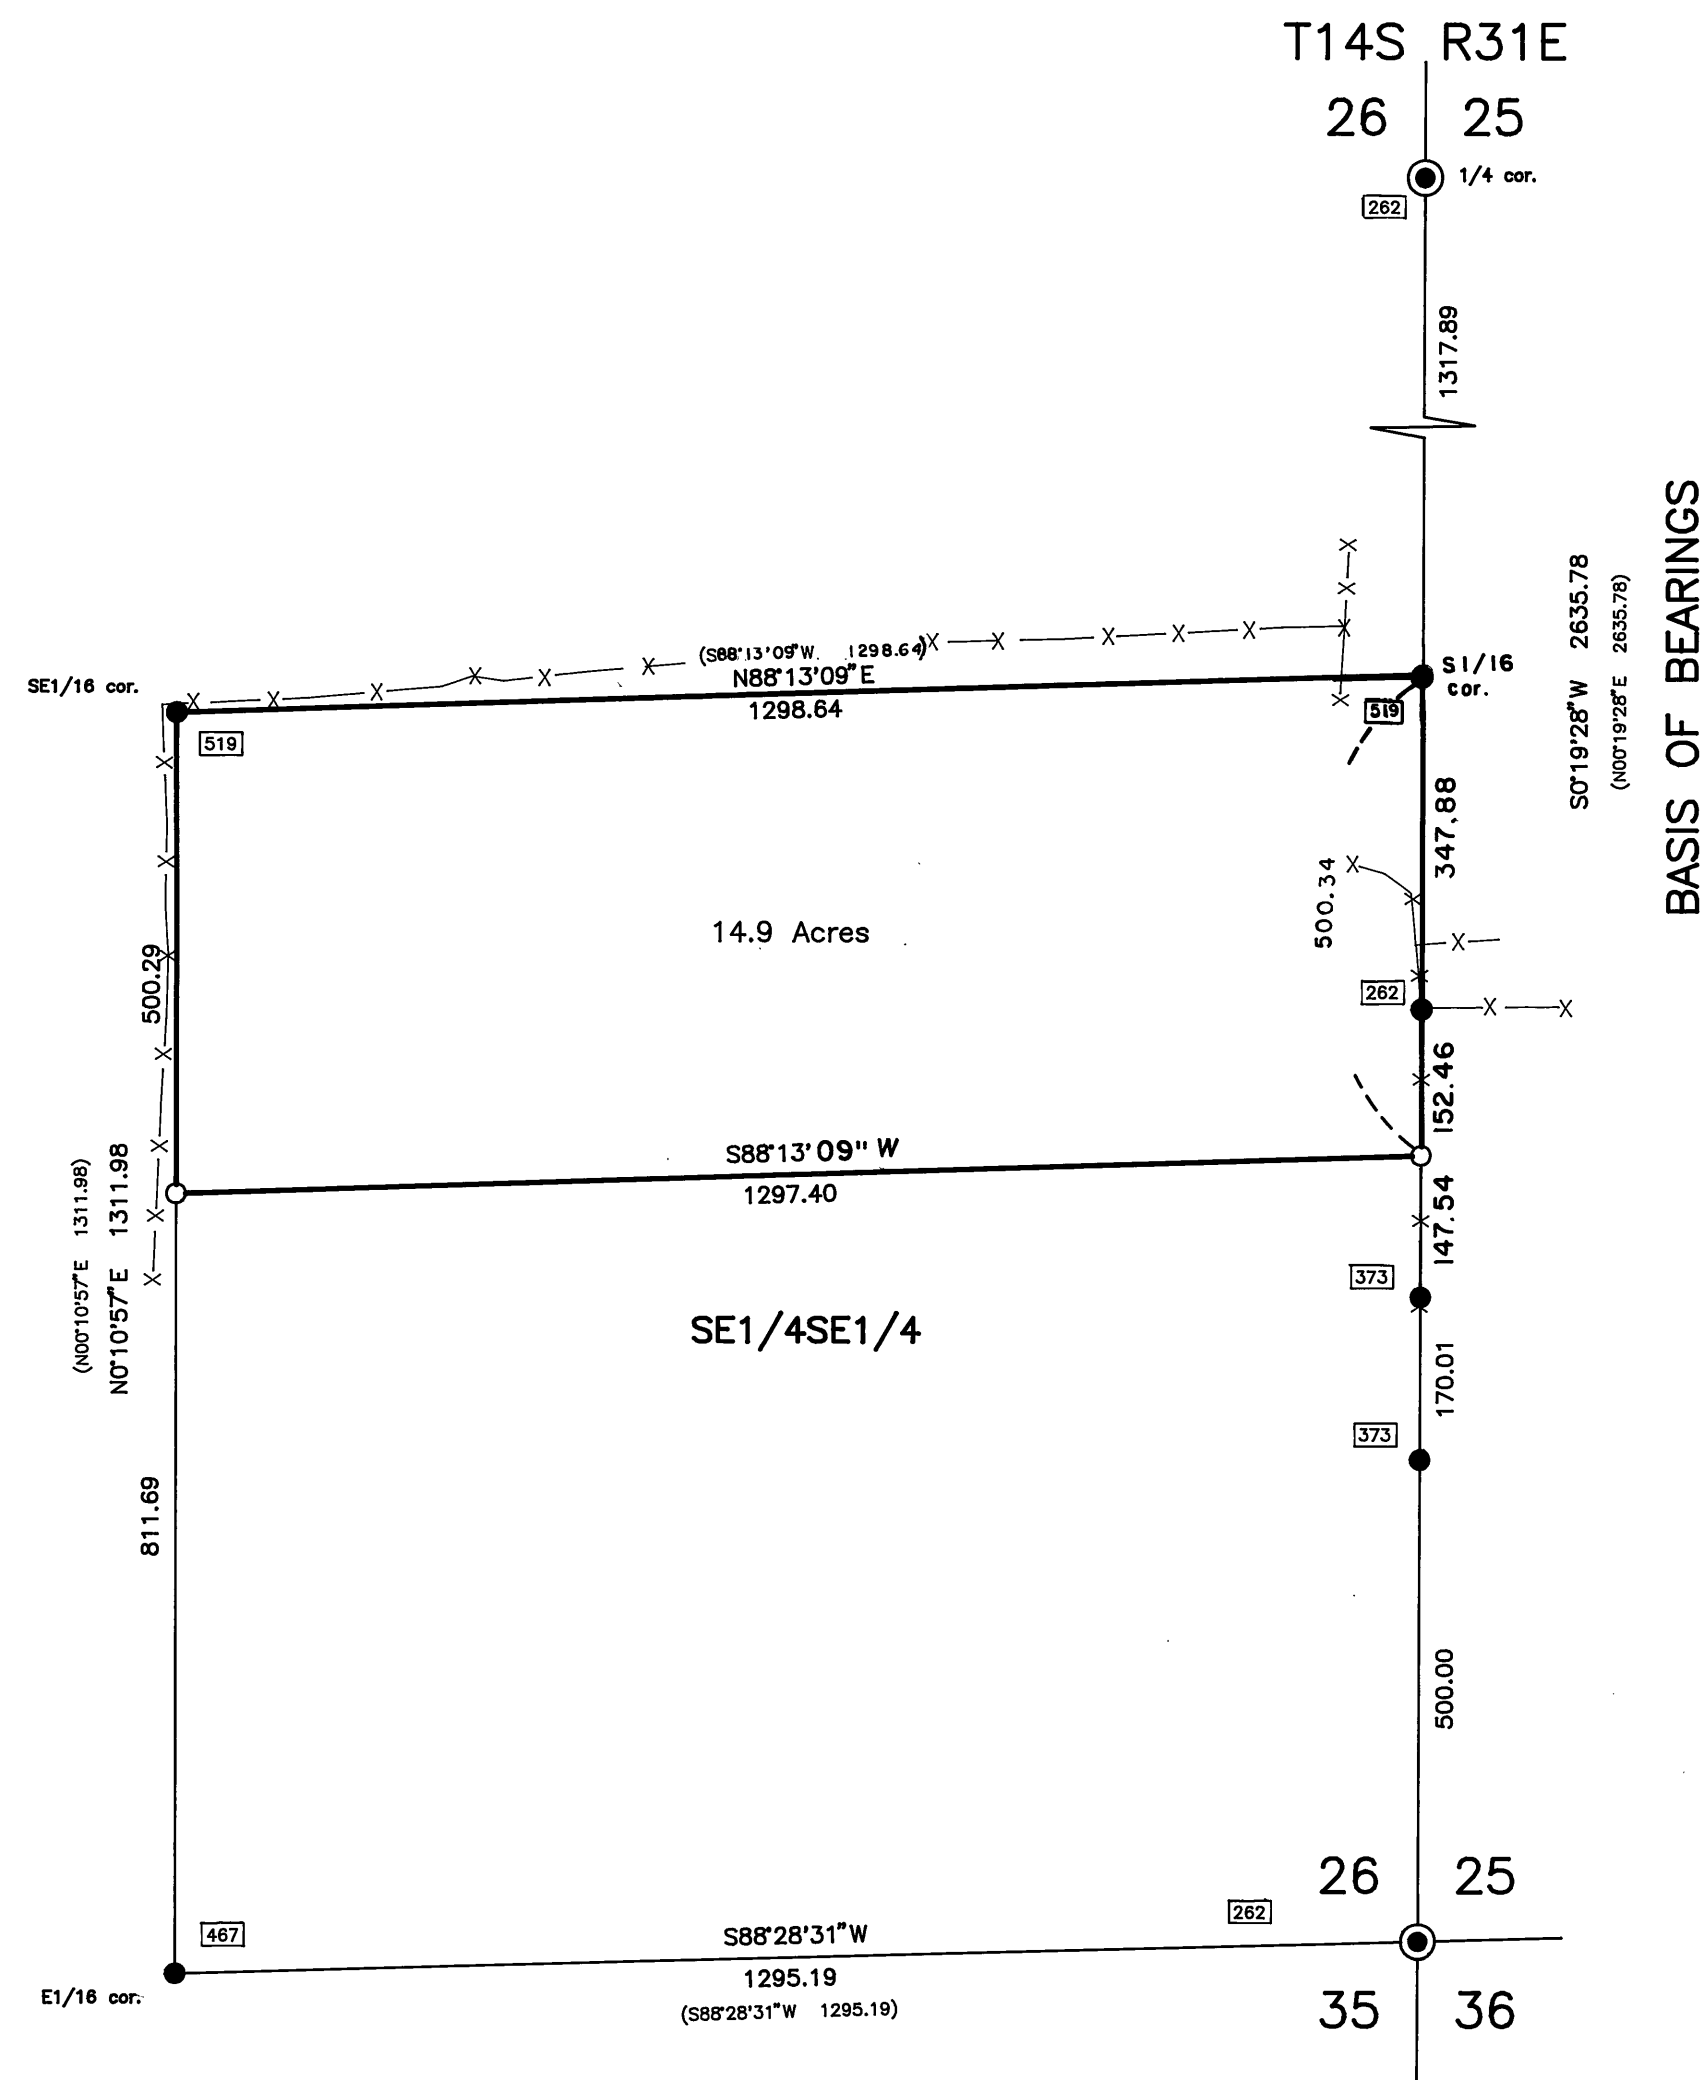 T14S R31E
26 25
1/4 cor.
262
1317.89
BASIS OF BEARINGS
S0°19'28"W 2635.78
(N00°19'28"E 2635.78)
(S88°13'09"W. 1298.64)
N88°13'09"E
1298.64
S1/16
cor.
SE1/16 cor.
519
519
347.88
500.34
14.9 Acres
500.29
262
152.46
S88°13'09"W
1297.40
147.54
(N00°10'57"E 1311.98)
N0°10'57"E 1311.98
373
SE1/4SE1/4
170.01
373
811.69
500.00
26 25
262
467
S88°28'31"W
1295.19
(S88°28'31"W 1295.19)
E1/16 cor.
35 36